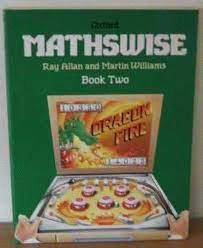 Oxford
MATHSWISE
Ray Allan and Martin Williams
Book Two
DRAGON
FIRE